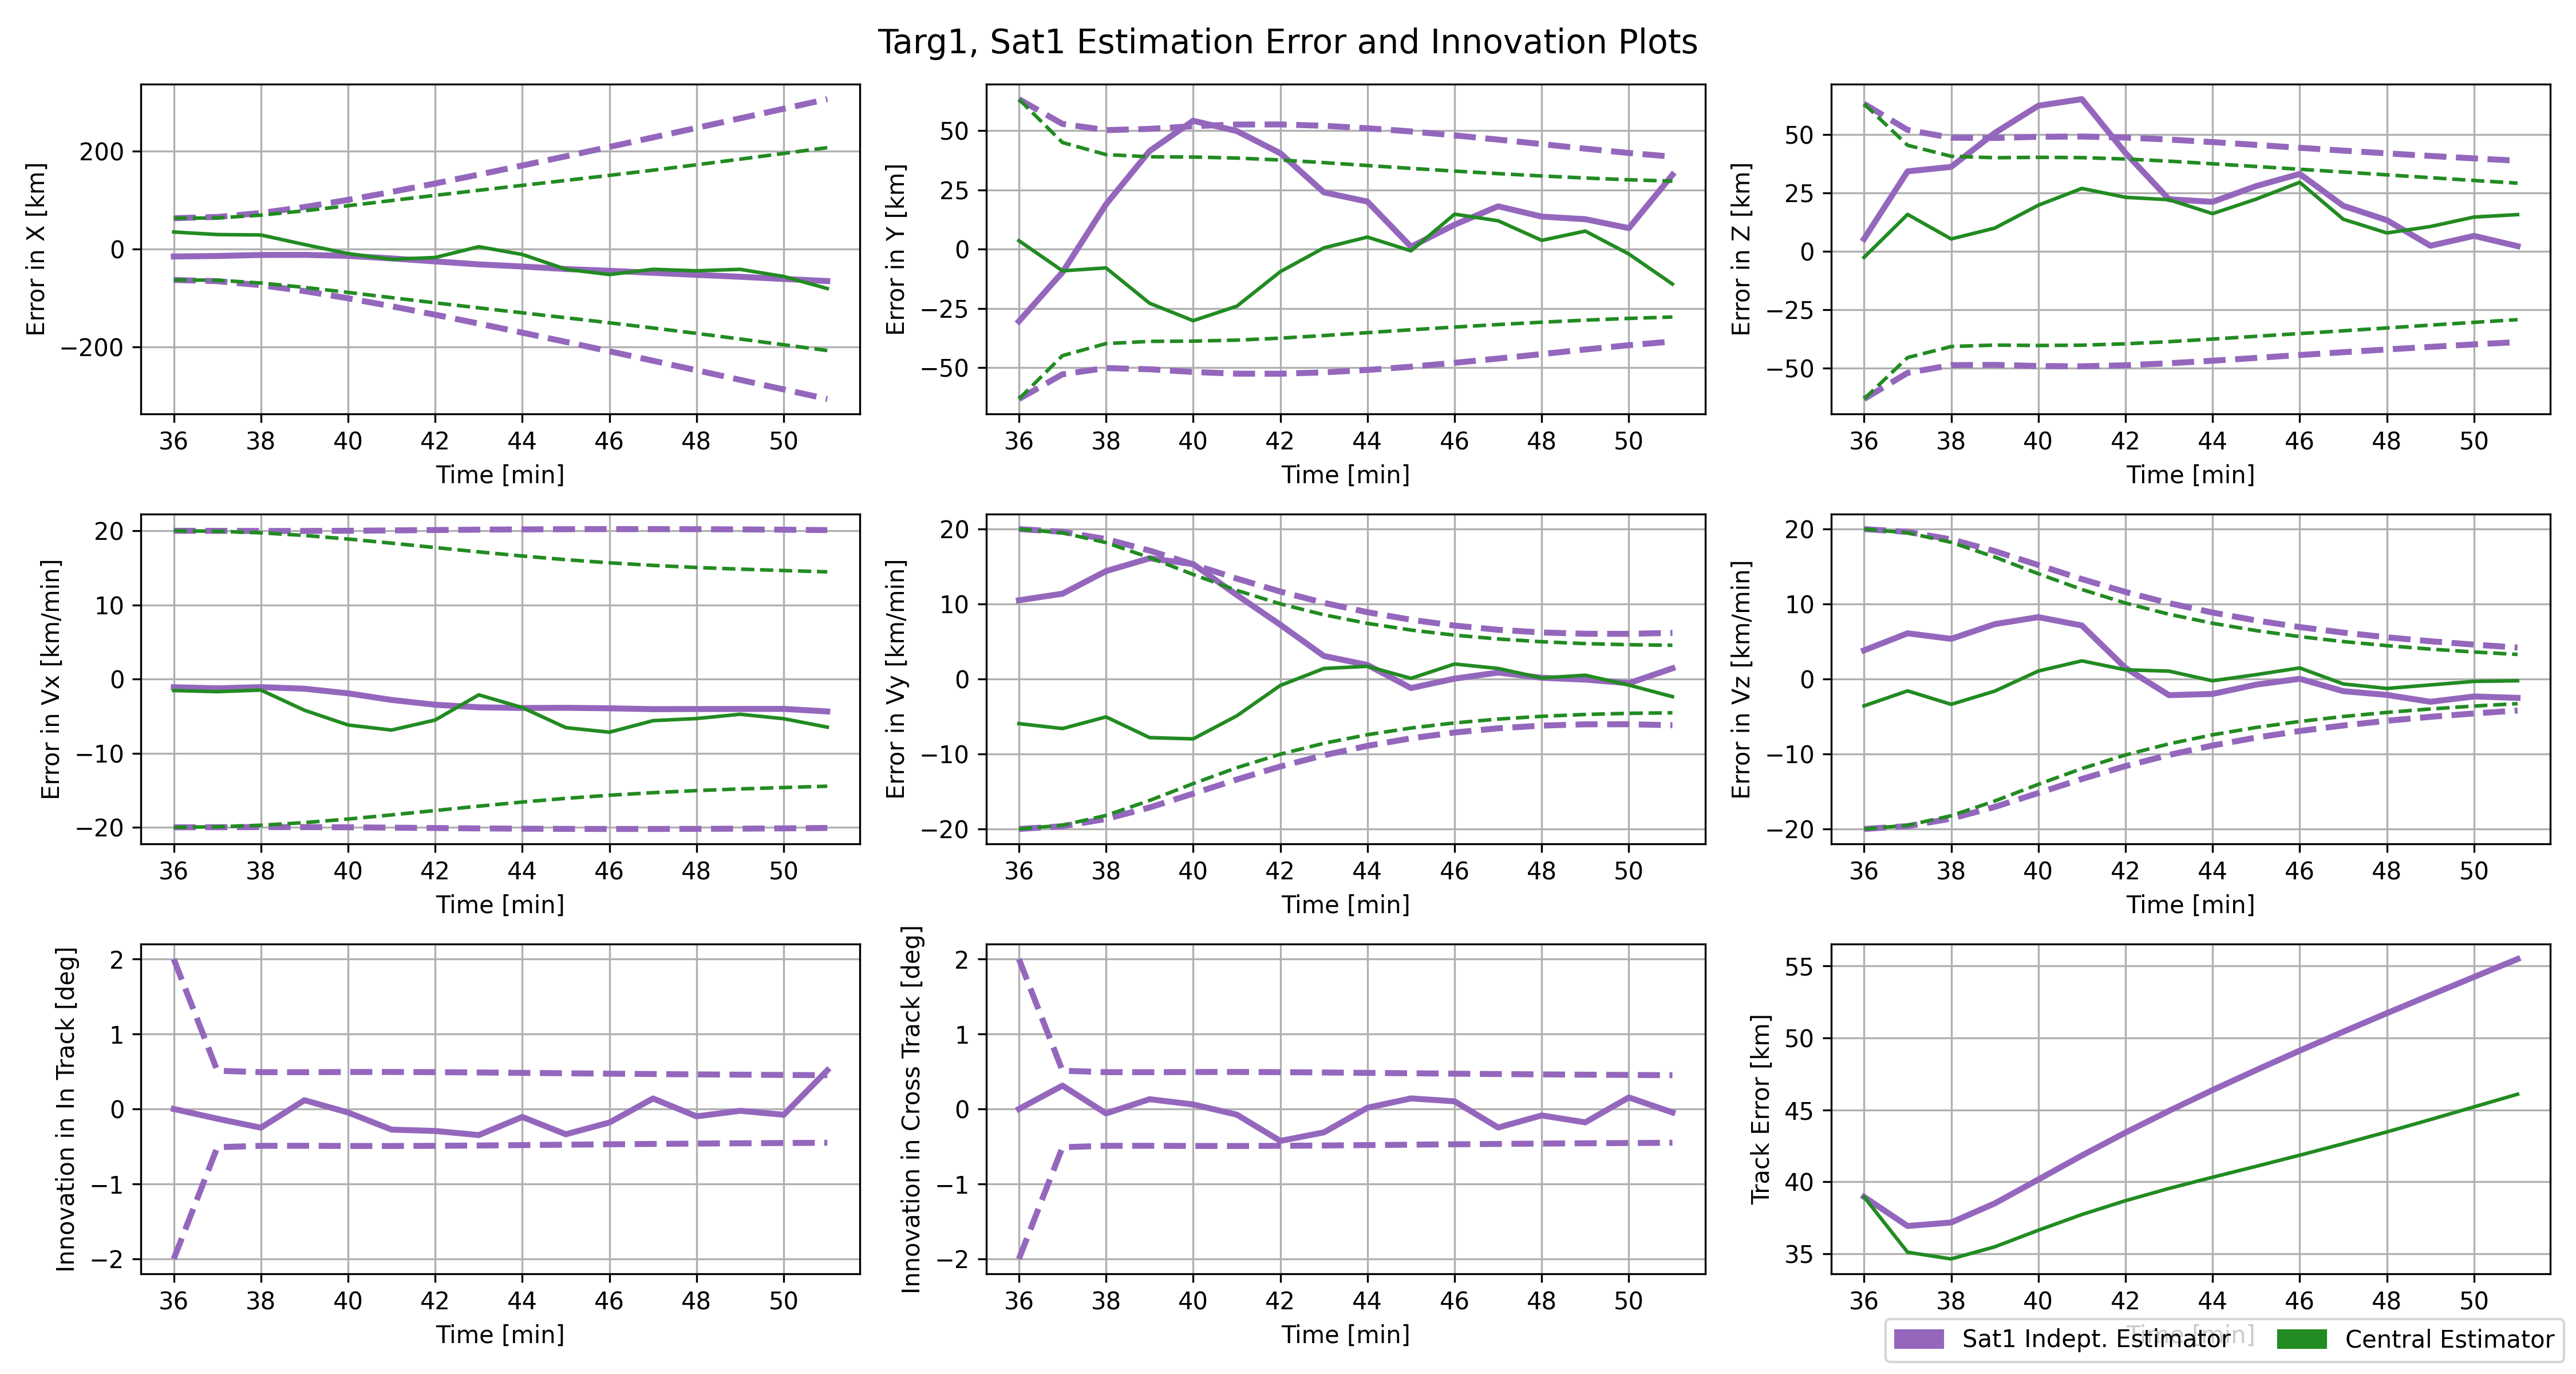 Targ1, Sat1 Estimation Error and Innovation Plots
Error in X [km]
200
0
−200
36 38 40 42 44 46 48 50
Time [min]
Error in Y [km]
50
25
0
−25
−50
36 38 40 42 44 46 48 50
Time [min]
Error in Z [km]
50
25
0
−25
−50
36 38 40 42 44 46 48 50
Time [min]
Error in Vx [km/min]
20
10
0
−10
−20
36 38 40 42 44 46 48 50
Time [min]
Error in Vy [km/min]
20
10
0
−10
−20
36 38 40 42 44 46 48 50
Time [min]
Error in Vz [km/min]
20
10
0
−10
−20
36 38 40 42 44 46 48 50
Time [min]
Innovation in In Track [deg]
2
1
0
−1
−2
36 38 40 42 44 46 48 50
Time [min]
Innovation in Cross Track [deg]
2
1
0
−1
−2
36 38 40 42 44 46 48 50
Time [min]
Track Error [km]
55
50
45
40
35
36 38 40 42 44 46 48 50
Time [min]
Sat1 Indept. Estimator Central Estimator